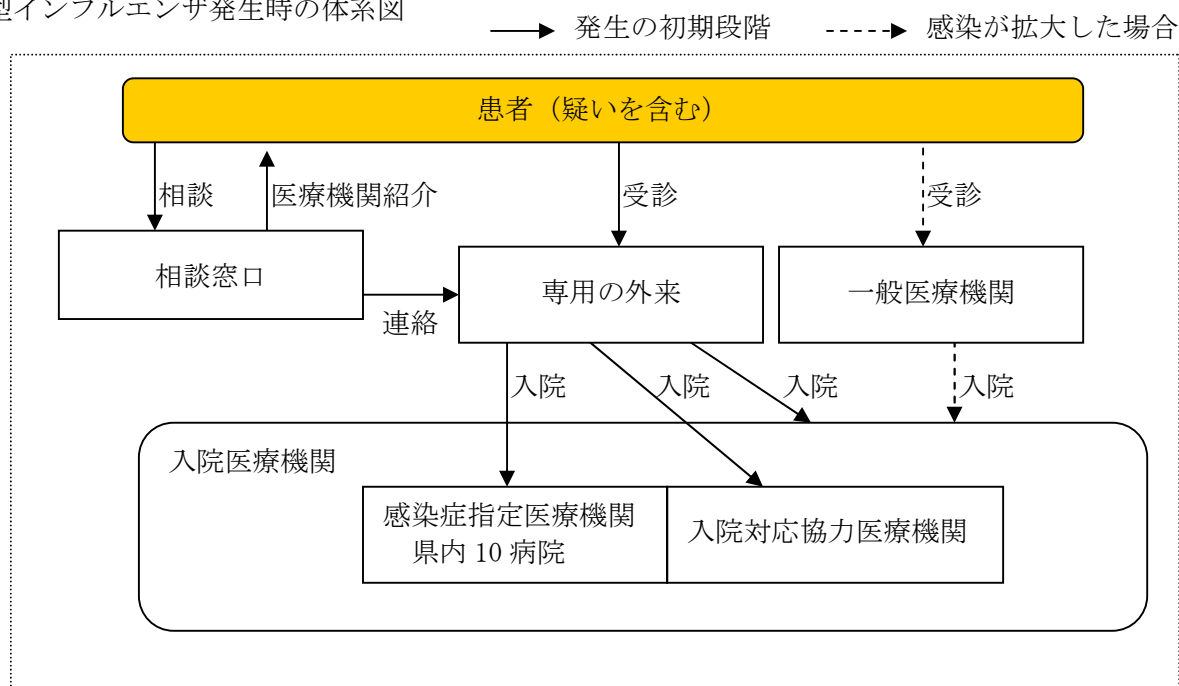 型インフルエンザ発生時の体系図
発生の初期段階
感染が拡大した場合
患者（疑いを含む）
相談
医療機関紹介
受診
受診
相談窓口
専用の外来
一般医療機関
連絡
入院
入院
入院
入院
入院医療機関
感染症指定医療機関
県内 10 病院
入院対応協力医療機関